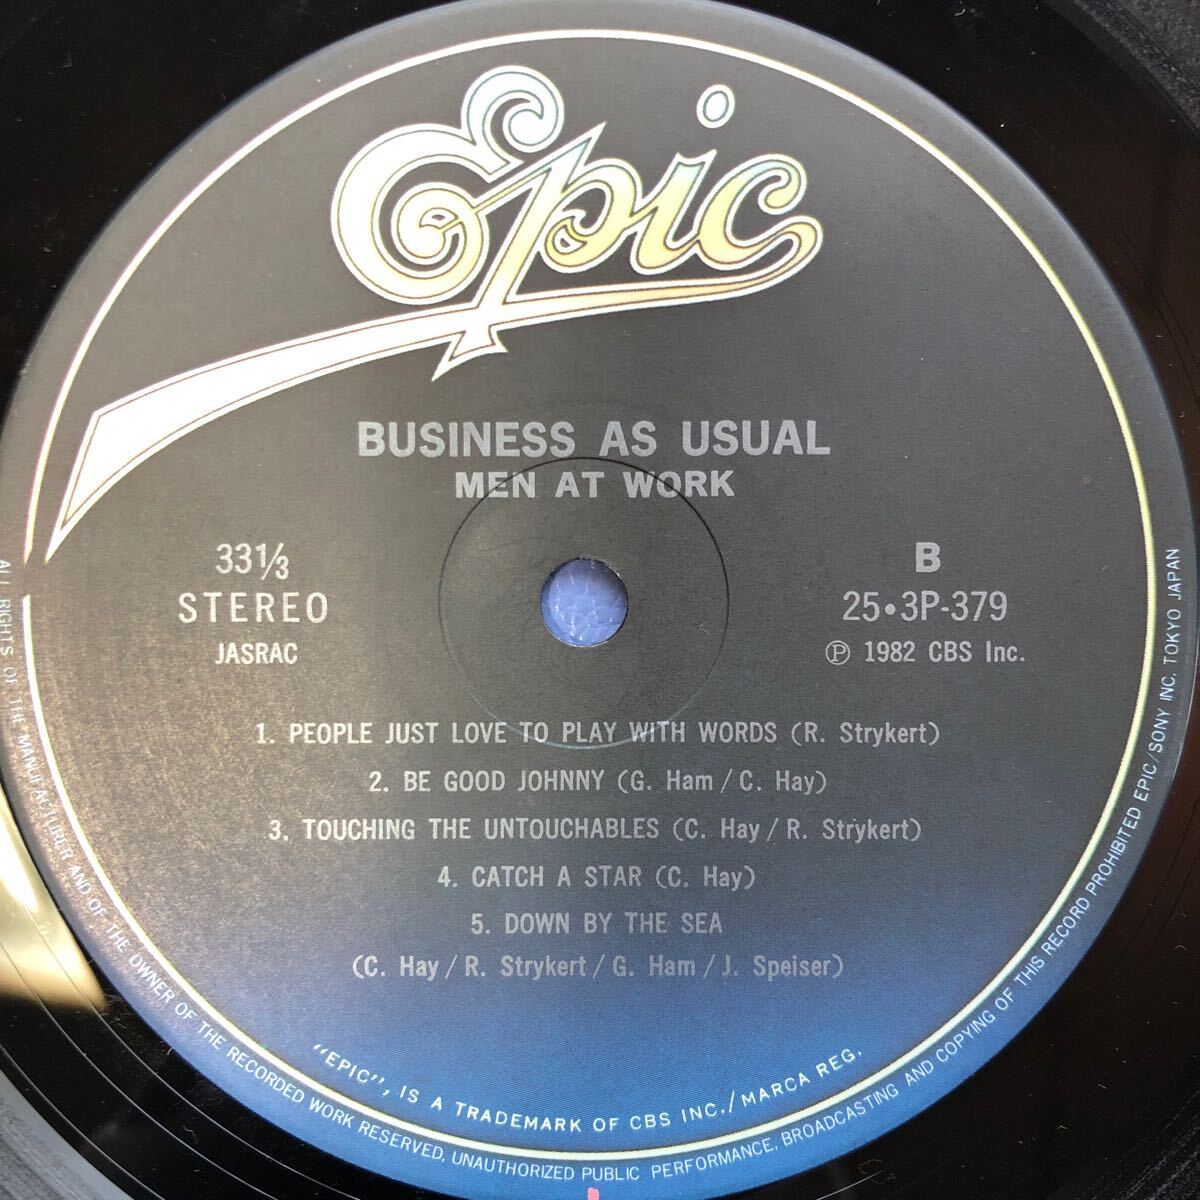 Epic
BUSINESS AS USUAL
MEN AT WORK
33⅓
STEREO
JASRAC
B
25•3P-379
Ⓟ 1982 CBS Inc.
1. PEOPLE JUST LOVE TO PLAY WITH WORDS (R. Strykert)
2. BE GOOD JOHNNY (G. Ham / C. Hay)
3. TOUCHING THE UNTOUCHABLES (C. Hay / R. Strykert)
4. CATCH A STAR (C. Hay)
5. DOWN BY THE SEA
(C. Hay / R. Strykert / G. Ham / J. Speiser)
"EPIC", IS A TRADEMARK OF CBS INC./MARCA REG.
ALL RIGHTS OF THE MANUFACTURER AND OF THE OWNER OF THE RECORDED WORK RESERVED, UNAUTHORIZED PUBLIC PERFORMANCE, BROADCASTING AND COPYING OF THIS RECORD PROHIBITED EPIC/SONY INC. TOKYO JAPAN